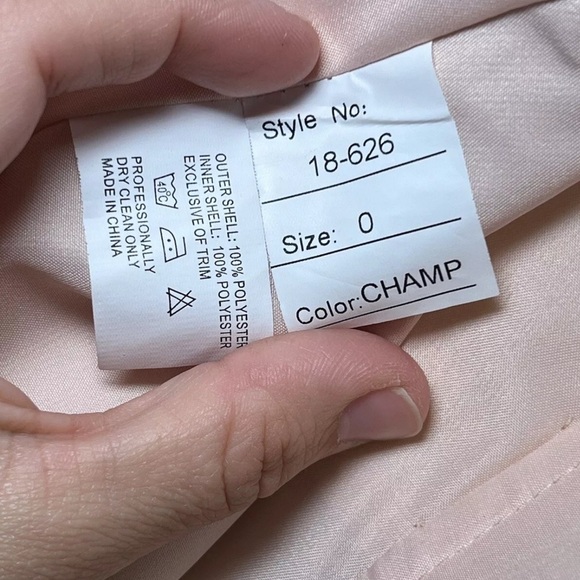 Style No:
18-626
Size: 0
Color: CHAMP
OUTER SHELL: 100% POLYESTER
INNER SHELL: 100% POLYESTER
EXCLUSIVE OF TRIM
40°C
PROFESSIONALLY
DRY CLEAN ONLY
MADE IN CHINA